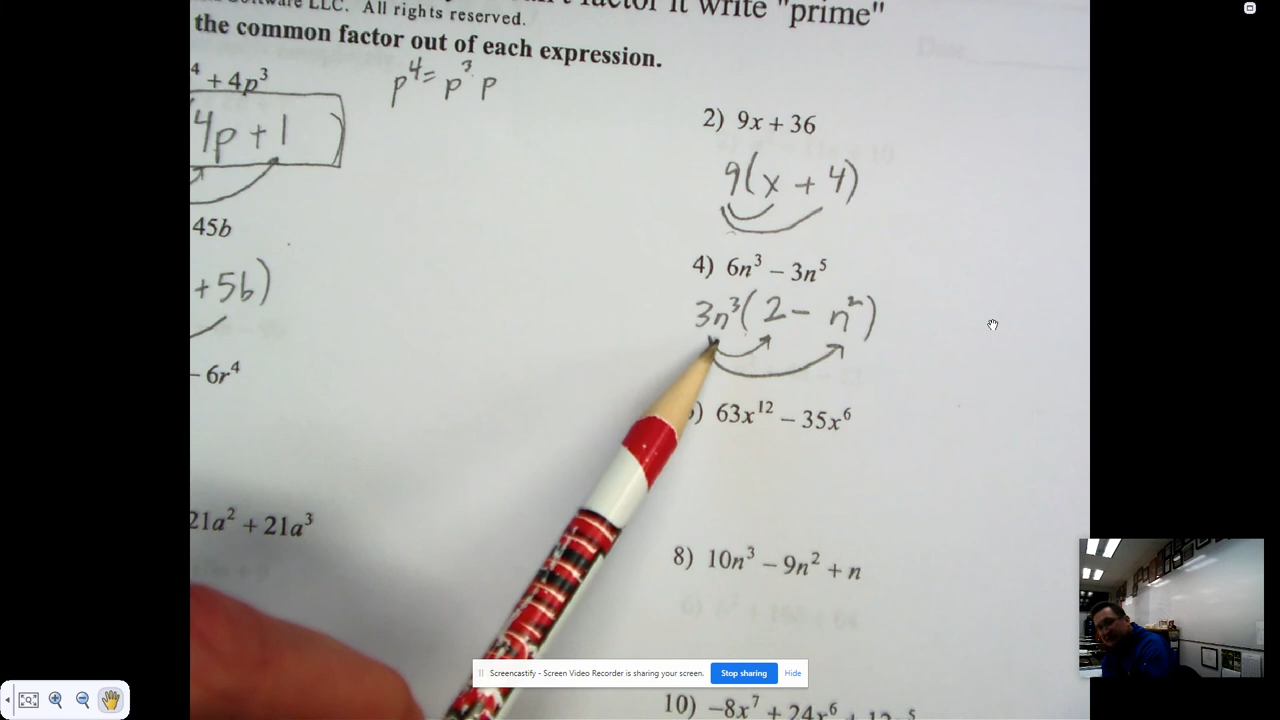 Software LLC. All rights reserved.
factor it write "prime"
the common factor out of each expression.
Date
⁴ + 4p³
p⁴= p³ p
4p + 1 )
2) 9x + 36
9(x + 4)
45b
+5b)
4) 6n³ − 3n⁵
3n³(2 − n²)
− 6r⁴
) 63x¹² − 35x⁶
21a² + 21a³
8) 10n³ − 9n² + n
Screencastify - Screen Video Recorder is sharing your screen.
Stop sharing
Hide
10) −8x⁷ + 24x⁶ +